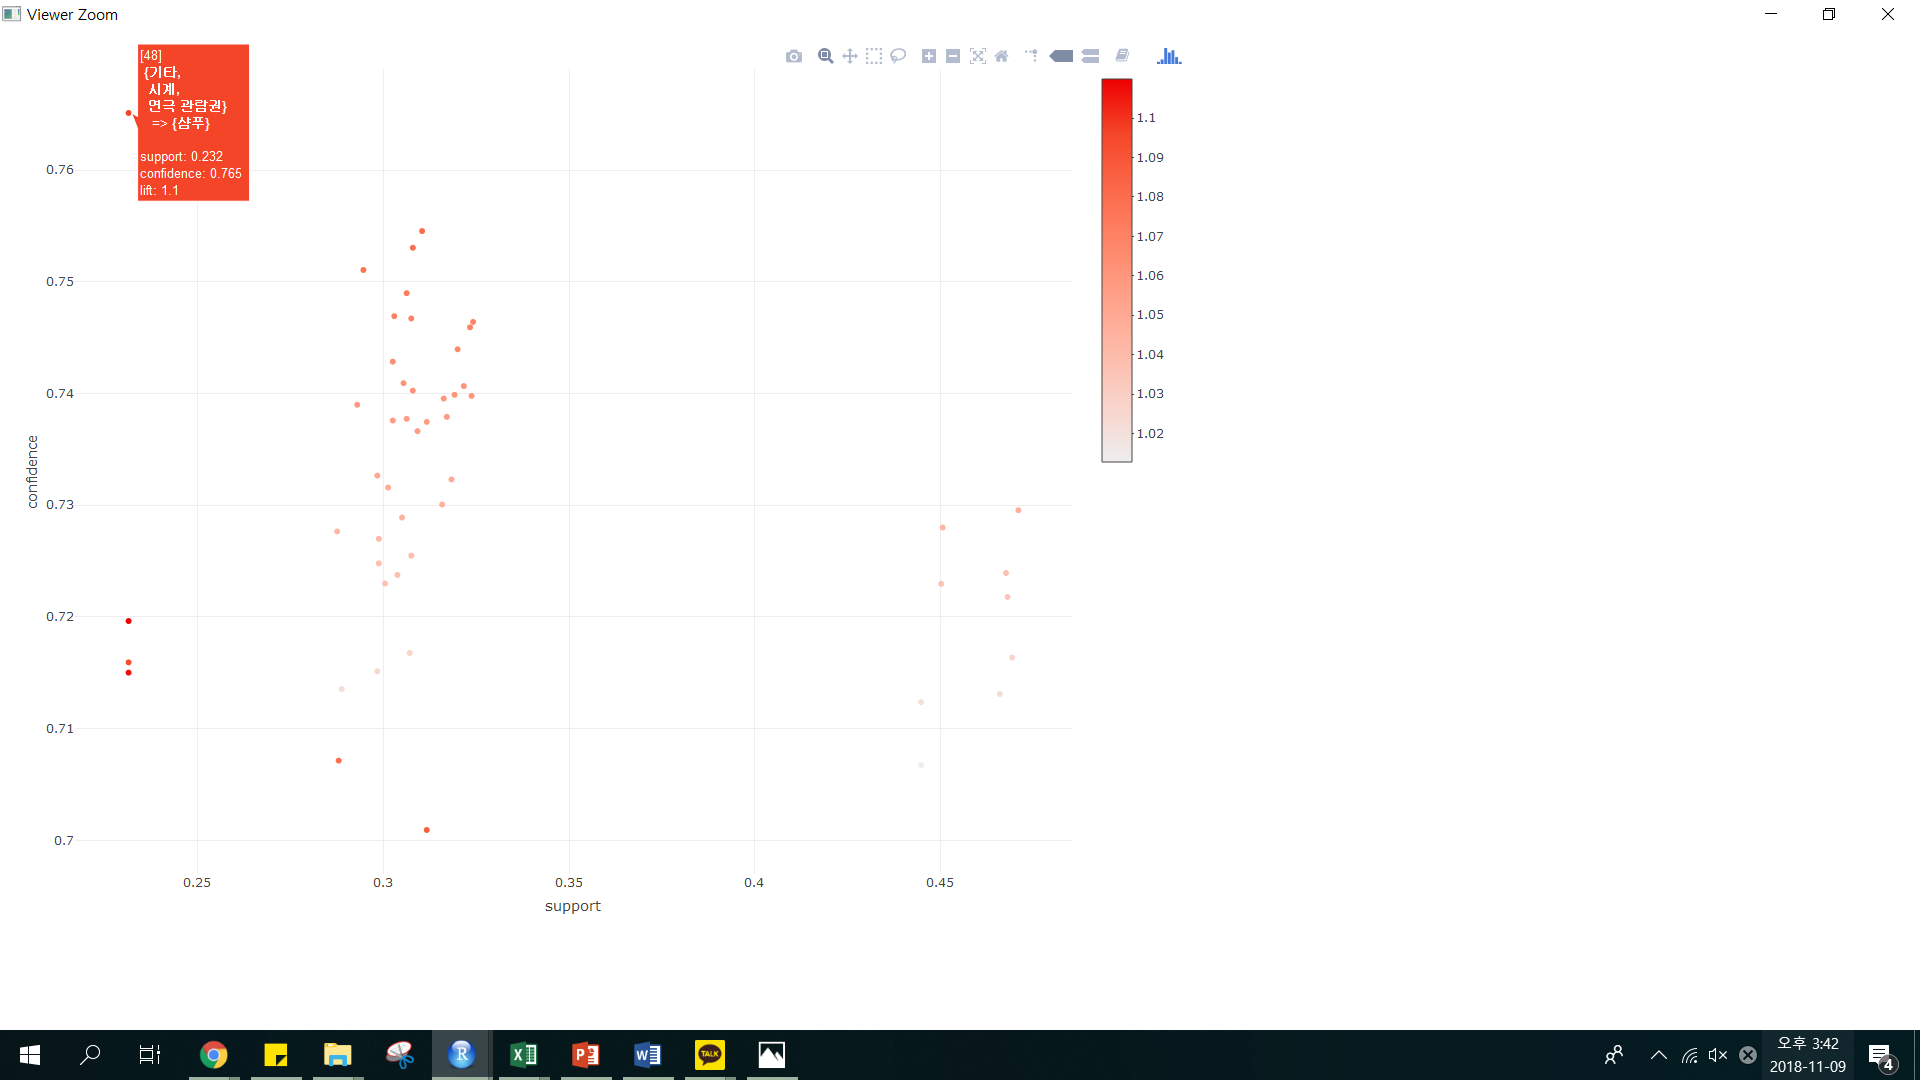 Viewer Zoom
[48]
{기타,
시계,
연극 관람권}
=> {샴푸}
support: 0.232
confidence: 0.765
lift: 1.1
0.76
0.75
0.74
0.73
0.72
0.71
0.7
confidence
0.25
0.3
0.35
0.4
0.45
support
1.1
1.09
1.08
1.07
1.06
1.05
1.04
1.03
1.02
R
X
P
W
TALK
오후 3:42
2018-11-09
4